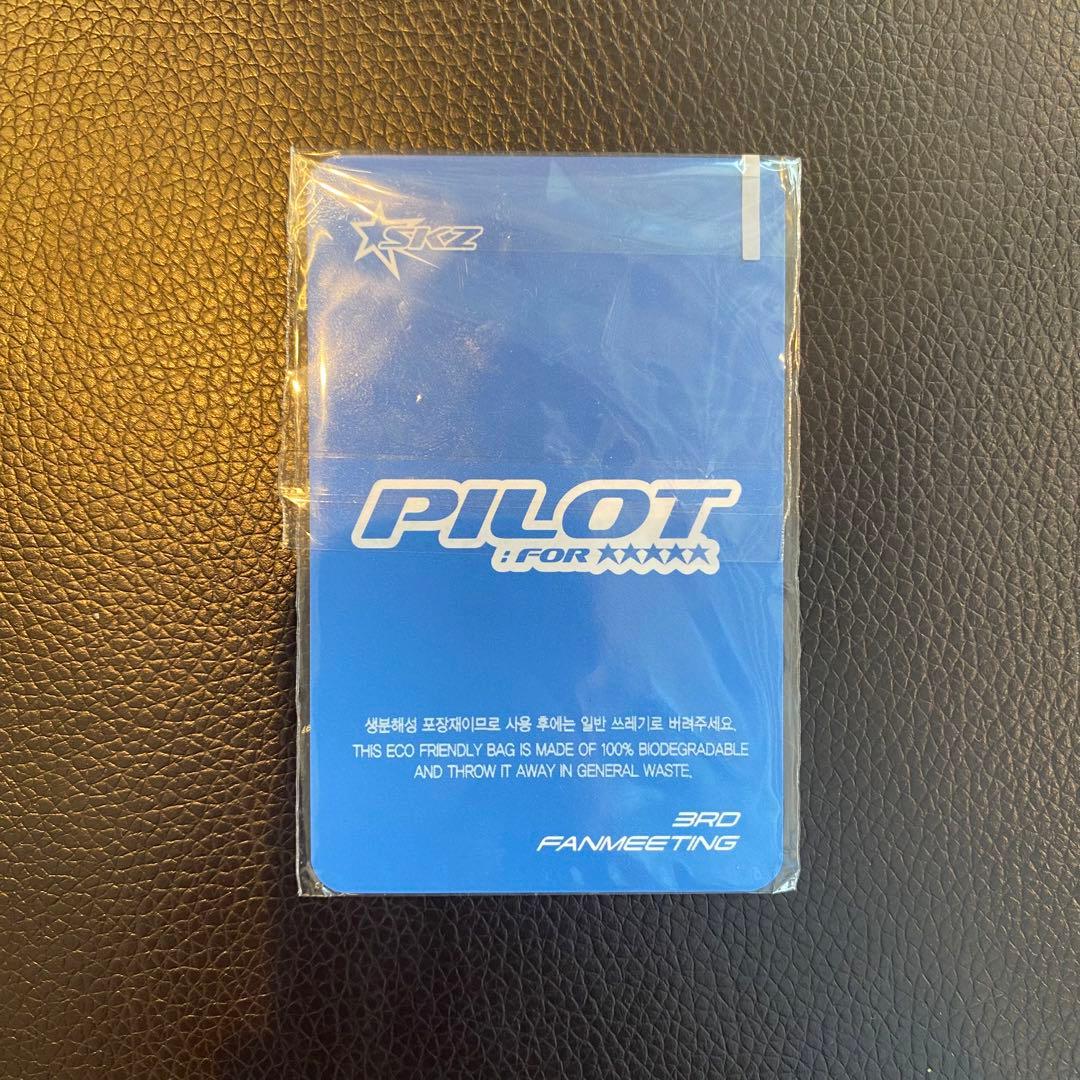 SKZ
PILOT
: FOR ★★★★★
생분해성 포장재이므로 사용 후에는 일반 쓰레기로 버려주세요.
THIS ECO FRIENDLY BAG IS MADE OF 100% BIODEGRADABLE
AND THROW IT AWAY IN GENERAL WASTE.
3RD
FANMEETING